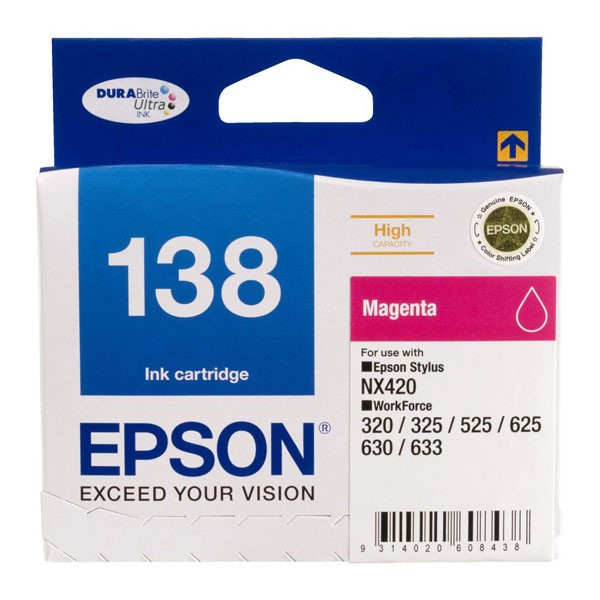 DURABrite
Ultra
INK
138
Ink cartridge
EPSON®
EXCEED YOUR VISION
High
CAPACITY
Genuine EPSON
EPSON
Color Shifting Label
Magenta
For use with
■Epson Stylus
NX420
■WorkForce
320 / 325 / 525 / 625
630 / 633
9 314020 608438